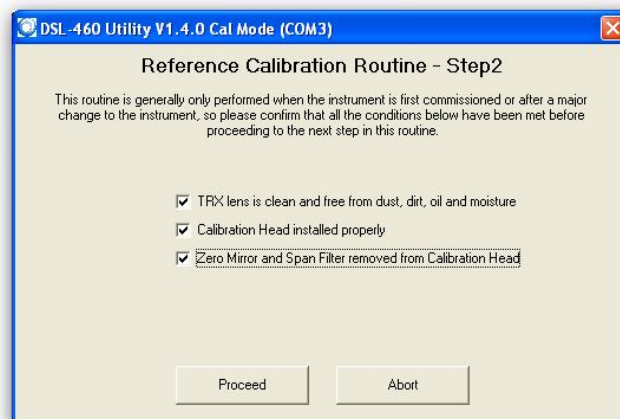 DSL-460 Utility V1.4.0 Cal Mode (COM3)
Reference Calibration Routine - Step2
This routine is generally only performed when the instrument is first commissioned or after a major
change to the instrument, so please confirm that all the conditions below have been met before
proceeding to the next step in this routine.
TRX lens is clean and free from dust, dirt, oil and moisture
Calibration Head installed properly
Zero Mirror and Span Filter removed from Calibration Head
Proceed Abort